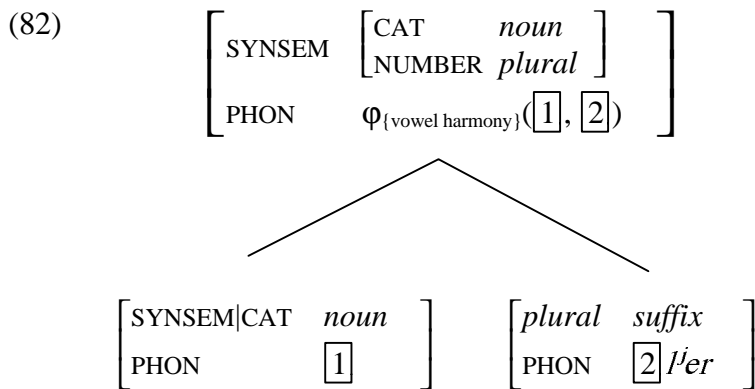 (82)
SYNSEM [CAT noun
NUMBER plural]
PHON φ{vowel harmony}(1, 2)
[SYNSEM|CAT noun
PHON 1]
[plural suffix
PHON 2 lʲer]